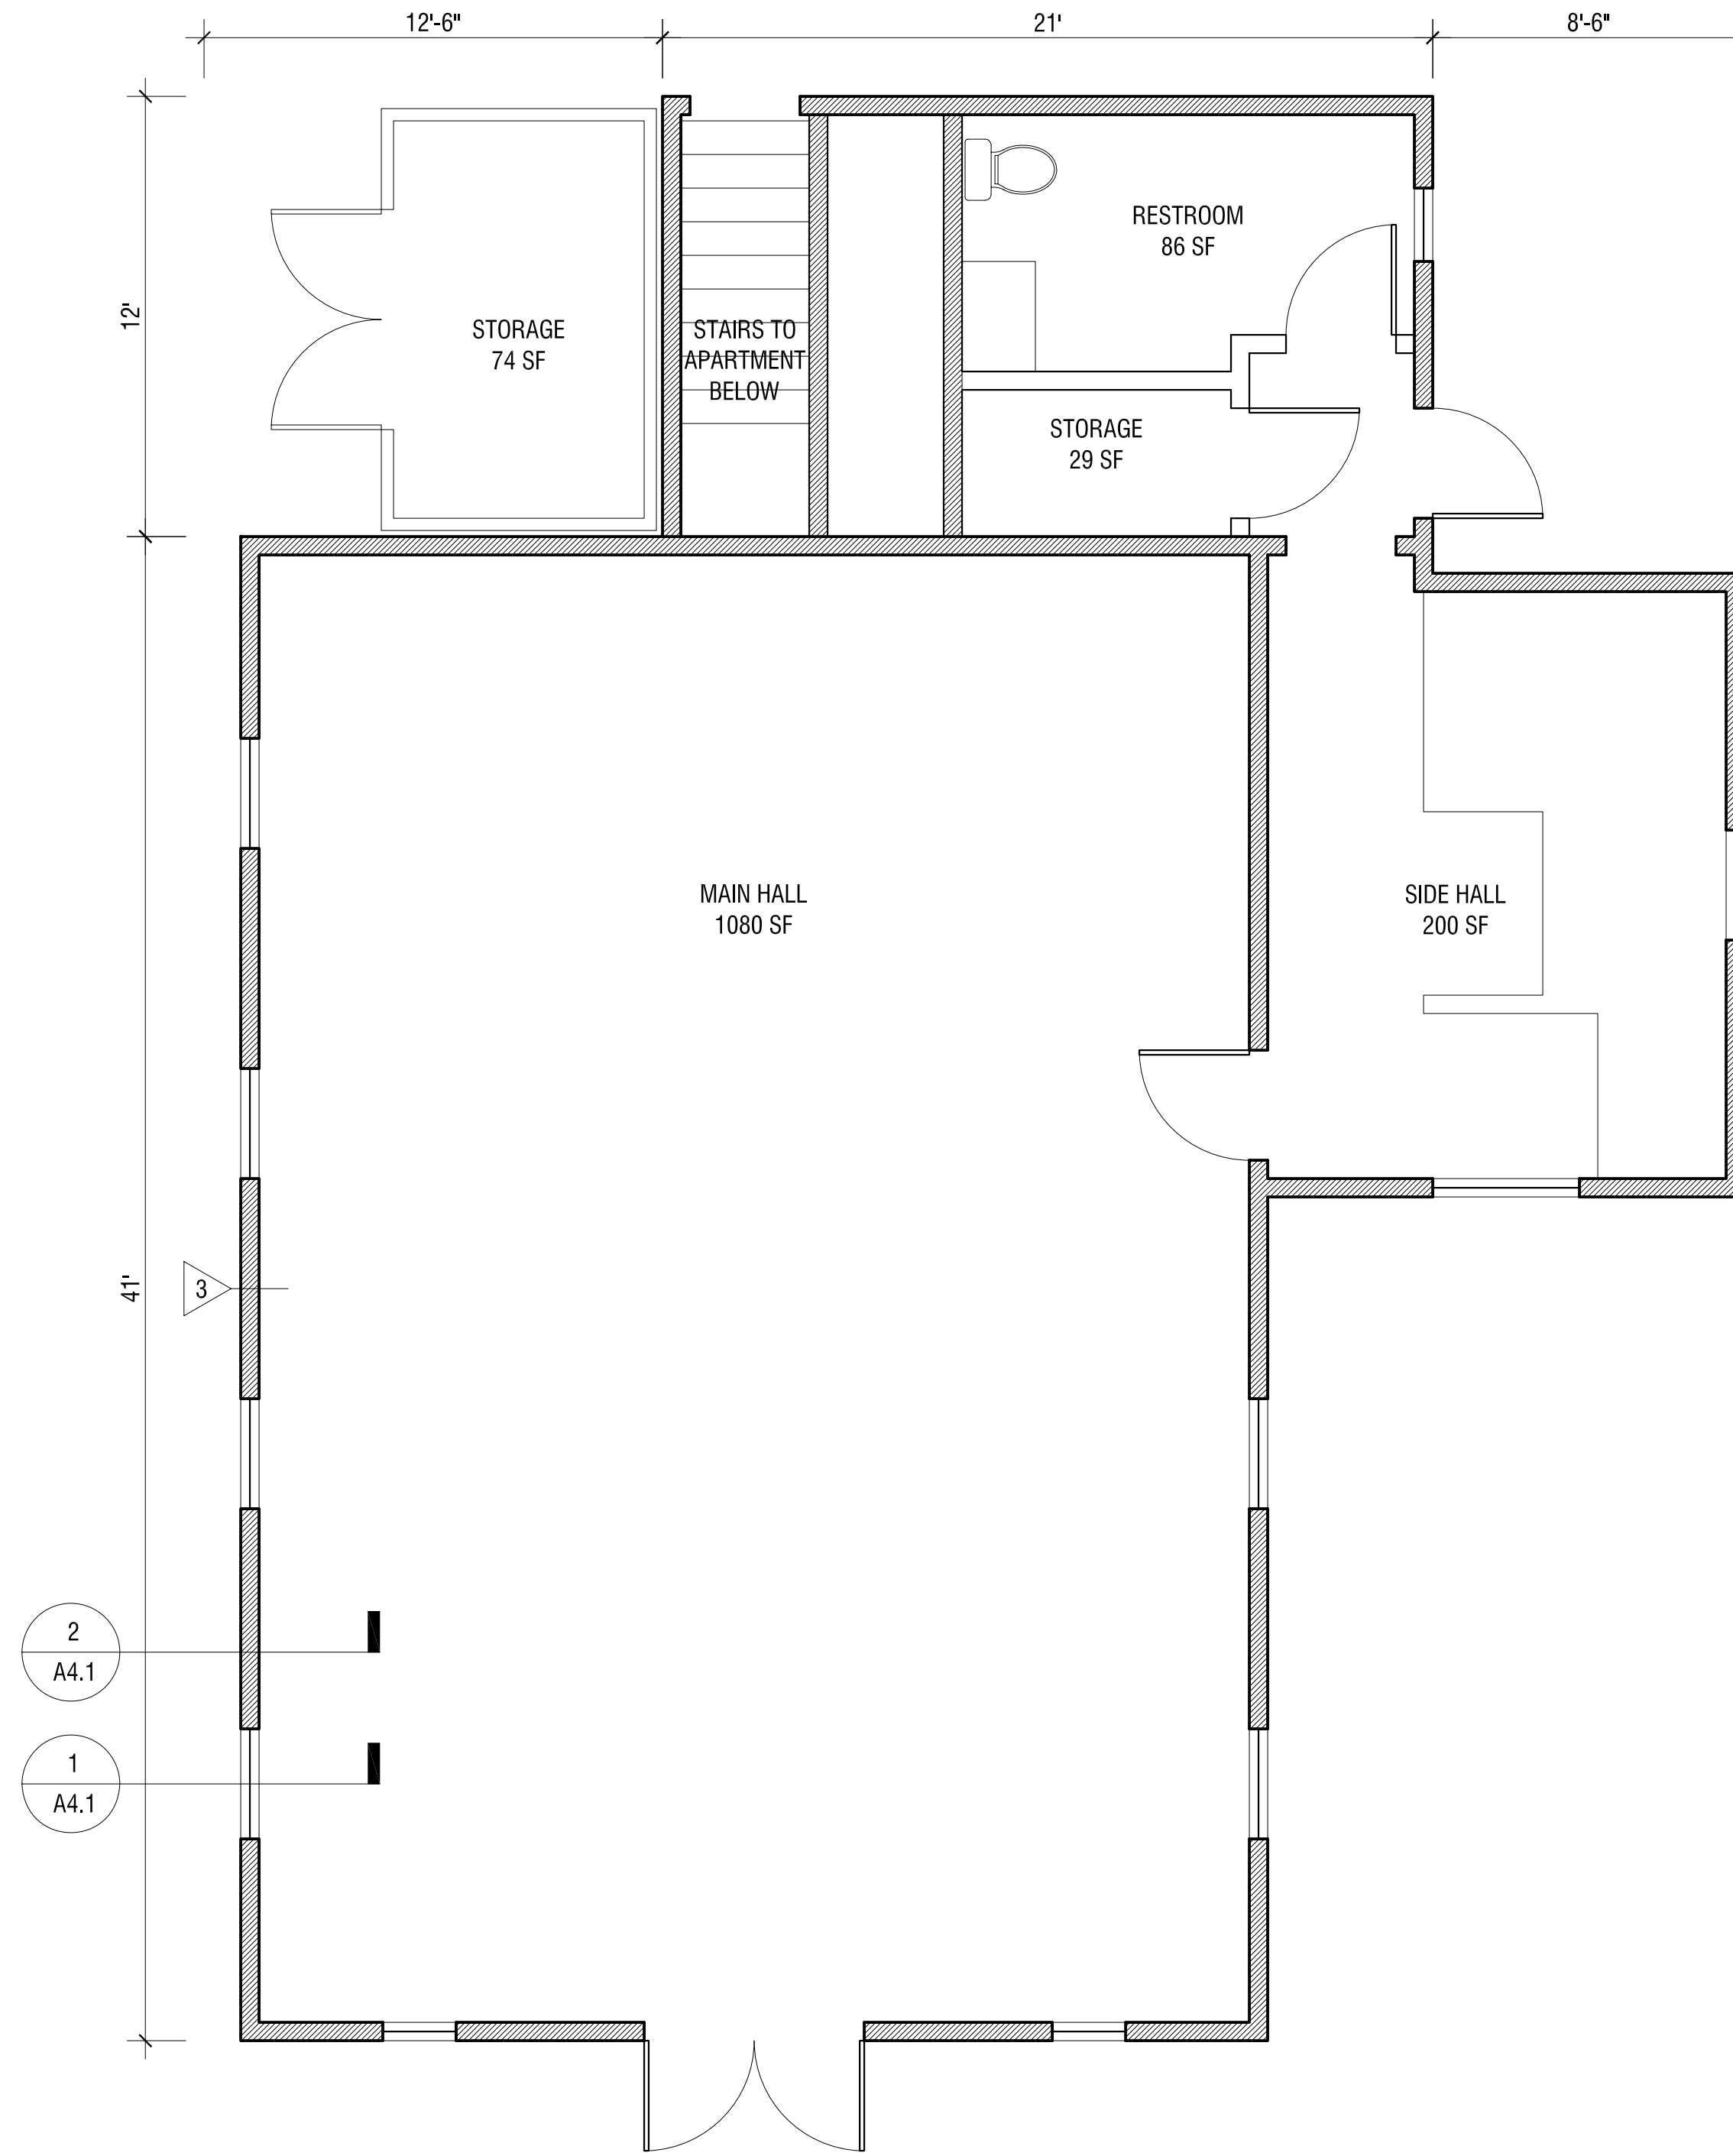 12'-6"
21'
8'-6"
12'
RESTROOM
86 SF
STORAGE
74 SF
STAIRS TO
APARTMENT
BELOW
STORAGE
29 SF
MAIN HALL
1080 SF
SIDE HALL
200 SF
41'
3
2
A4.1
1
A4.1